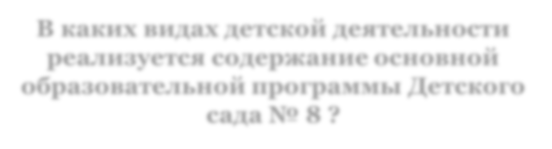 В каких видах детской деятельности
реализуется содержание основной
образовательной программы Детского
сада № 8 ?